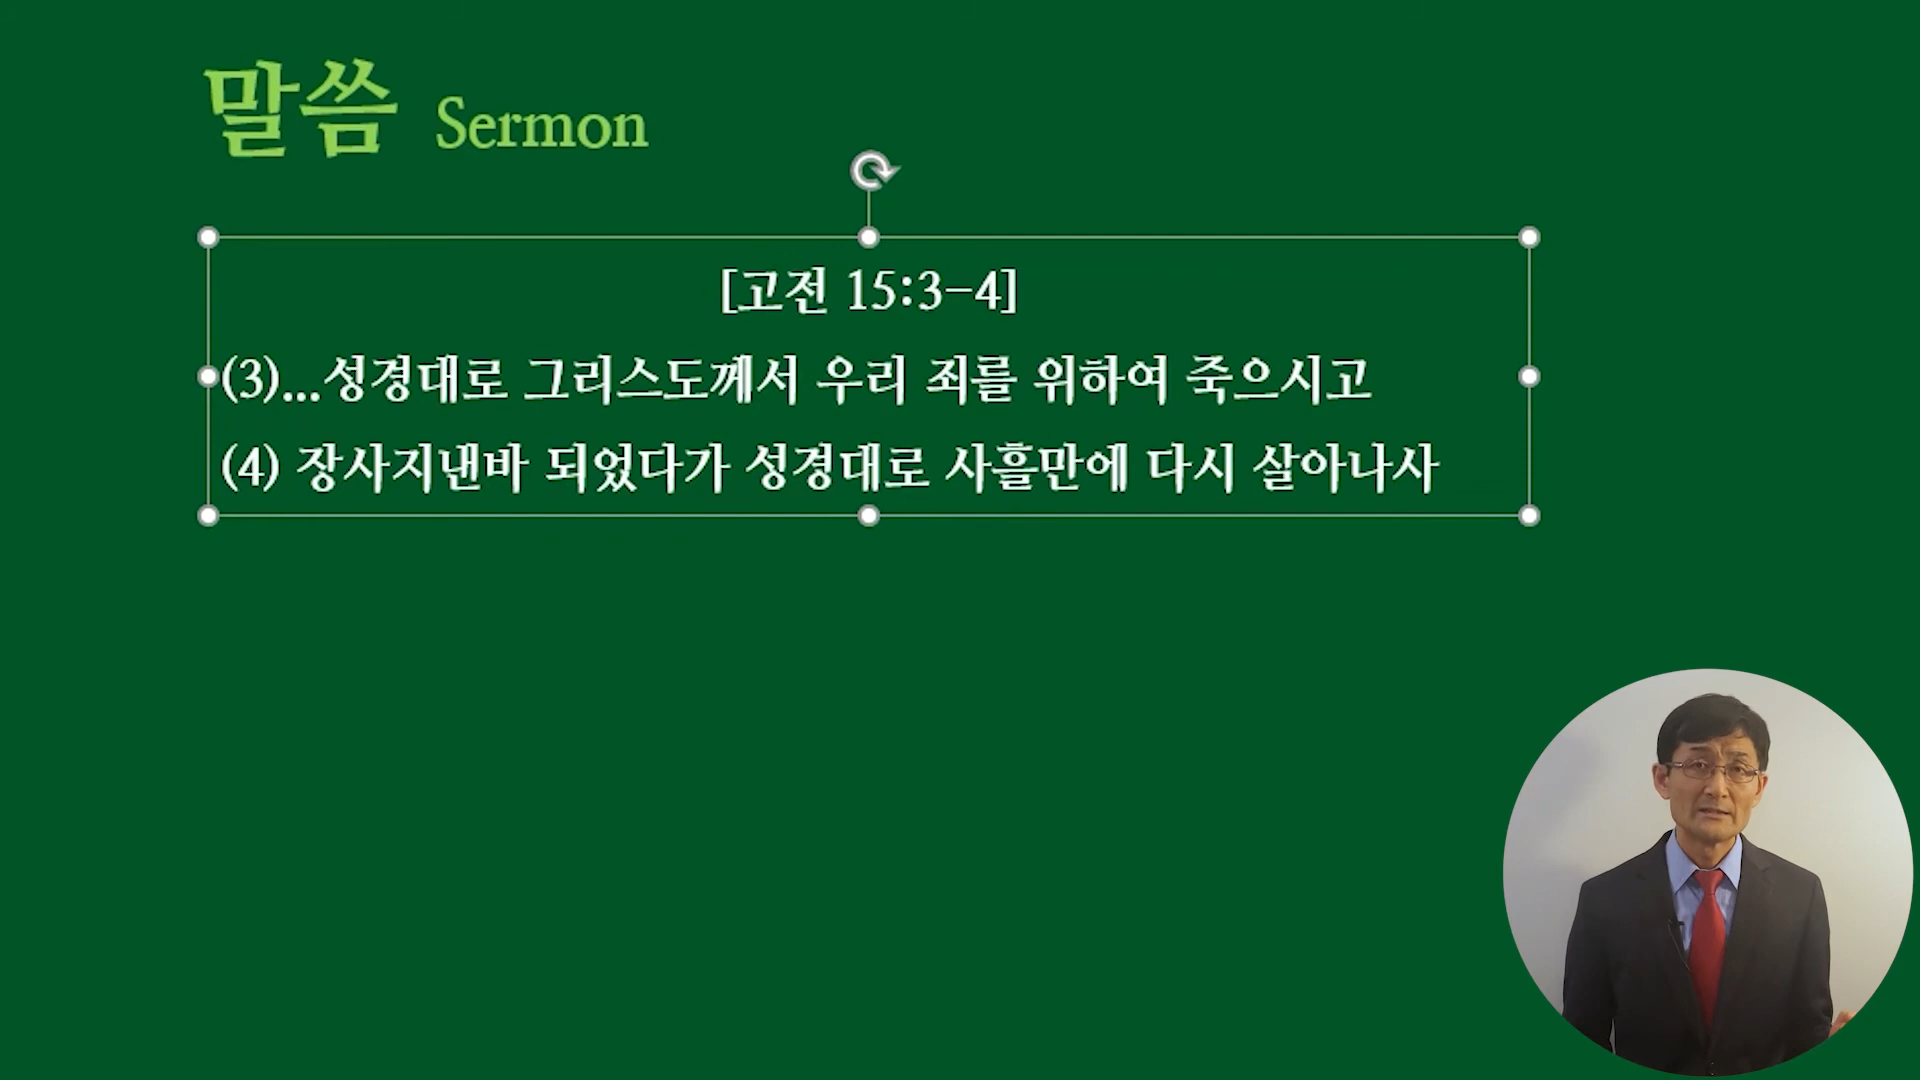 말씀 Sermon
[고전 15:3-4]
(3)...성경대로 그리스도께서 우리 죄를 위하여 죽으시고
(4) 장사지낸바 되었다가 성경대로 사흘만에 다시 살아나사